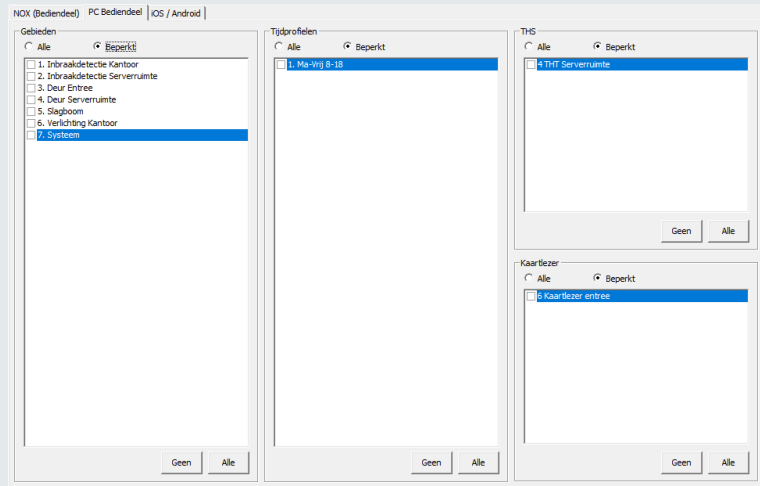 NOX (Bediendeel)
PC Bediendeel
iOS / Android
Gebieden
Alle
Beperkt
1. Inbraakdetectie Kantoor
2. Inbraakdetectie Serverruimte
3. Deur Entree
4. Deur Serverruimte
5. Slagboom
6. Verlichting Kantoor
7. Systeem
Geen
Alle
Tijdprofielen
Alle
Beperkt
1. Ma-Vrij 8-18
Geen
Alle
THS
Alle
Beperkt
4 THT Serverruimte
Geen
Alle
Kaartlezer
Alle
Beperkt
6 Kaartlezer entree
Geen
Alle